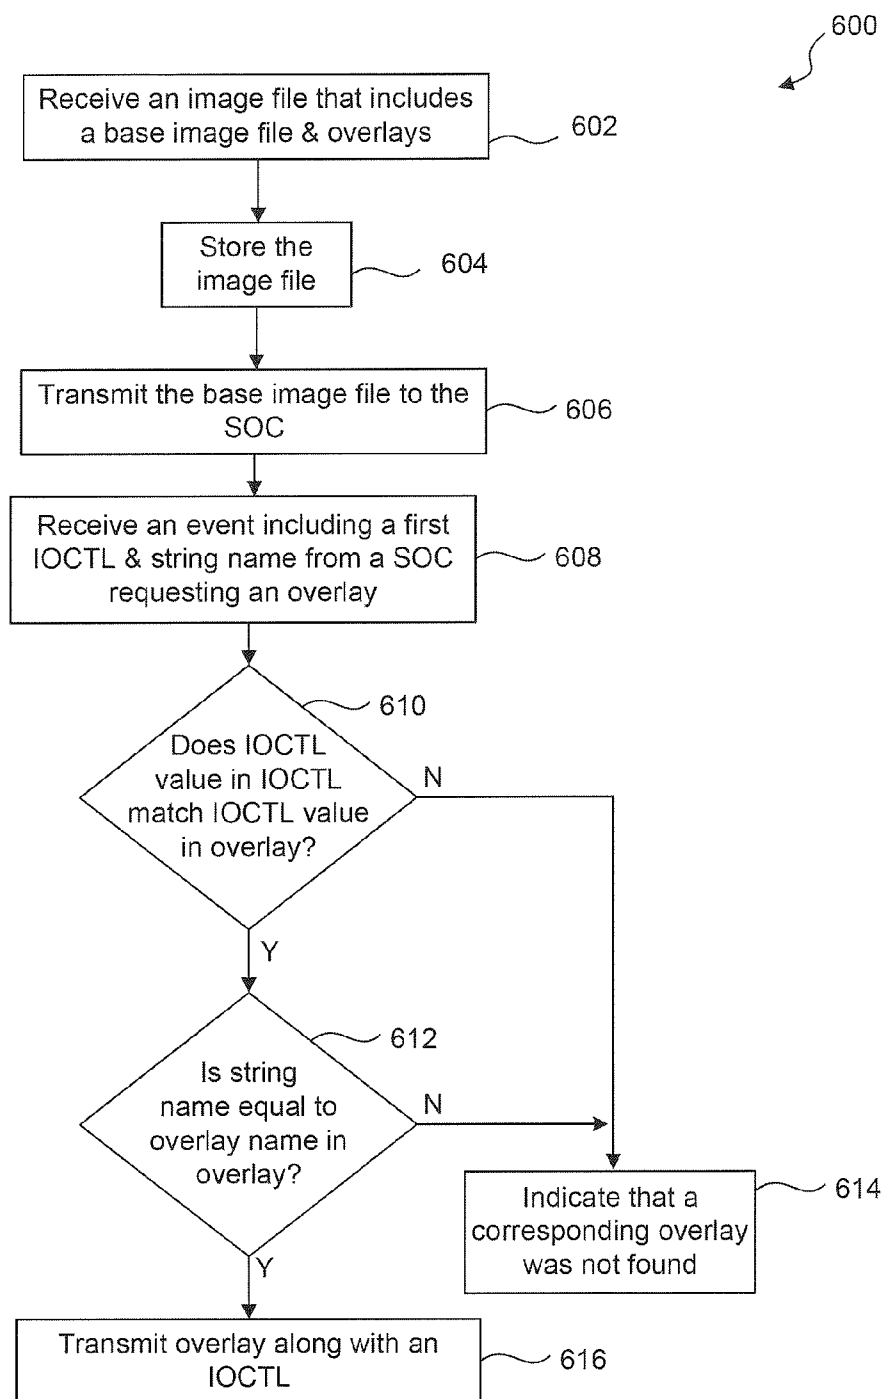 600
Receive an image file that includes
a base image file & overlays
602
Store the
image file
604
Transmit the base image file to the
SOC
606
Receive an event including a first
IOCTL & string name from a SOC
requesting an overlay
608
610
Does IOCTL
value in IOCTL
match IOCTL value
in overlay?
N
Y
612
Is string
name equal to
overlay name in
overlay?
N
Y
Indicate that a
corresponding overlay
was not found
614
Transmit overlay along with an
IOCTL
616